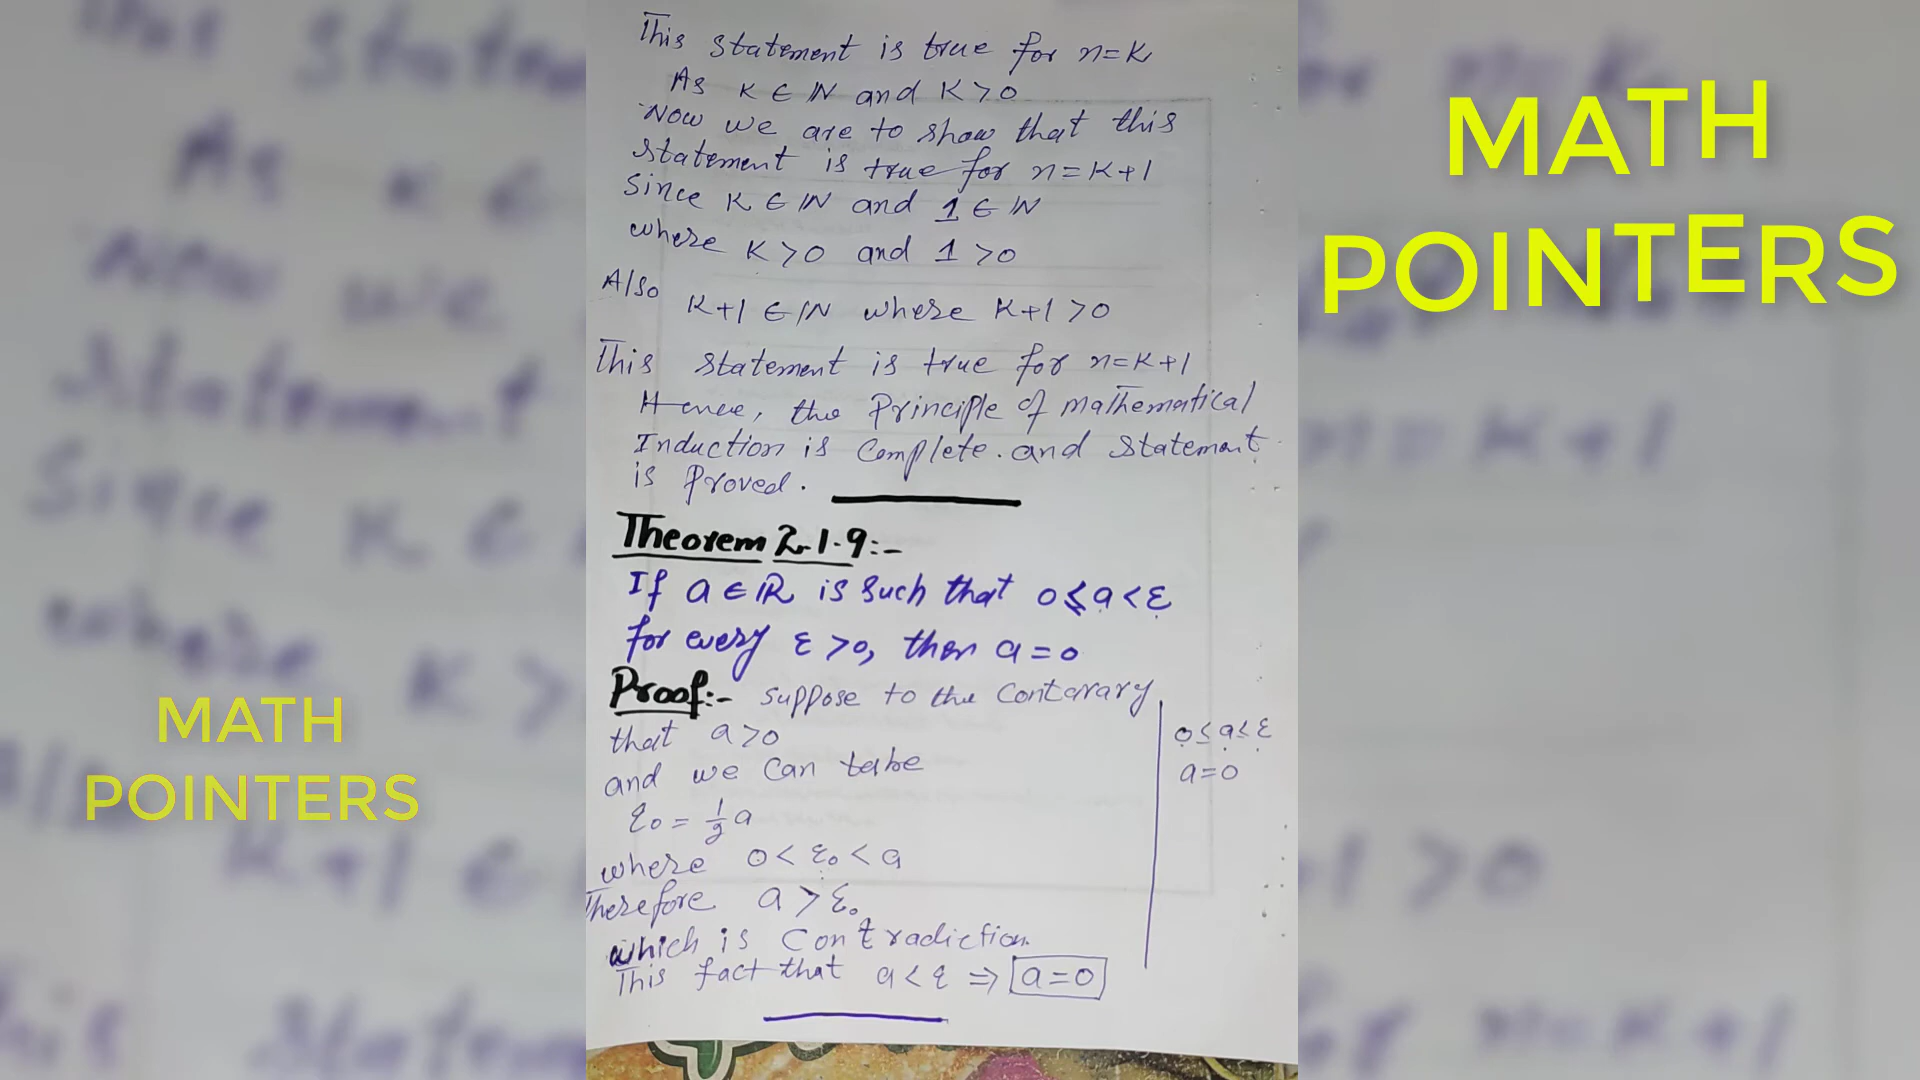 This statement is true for n=K
As K ∈ ℕ and K>0
Now we are to show that this
statement is true for n=K+1
Since K ∈ ℕ and 1 ∈ ℕ
where K>0 and 1>0
Also
K+1 ∈ ℕ where K+1>0
This statement is true for n=K+1
Hence, the Principle of mathematical
Induction is Complete. and Statement
is Proved.
Theorem 2.1.9:-
If a ∈ ℝ is such that 0≤a<ε
for every ε>0, then a=0
Proof:- suppose to the Contarary
that a>0
and we Can take
ε₀ = 1/2 a
where 0<ε₀<a
Therefore a>ε₀
which is Contradiction.
This fact that a<ε ⇒ a=0
0≤a≤ε
a=0
MATH
POINTERS
MATH
POINTERS